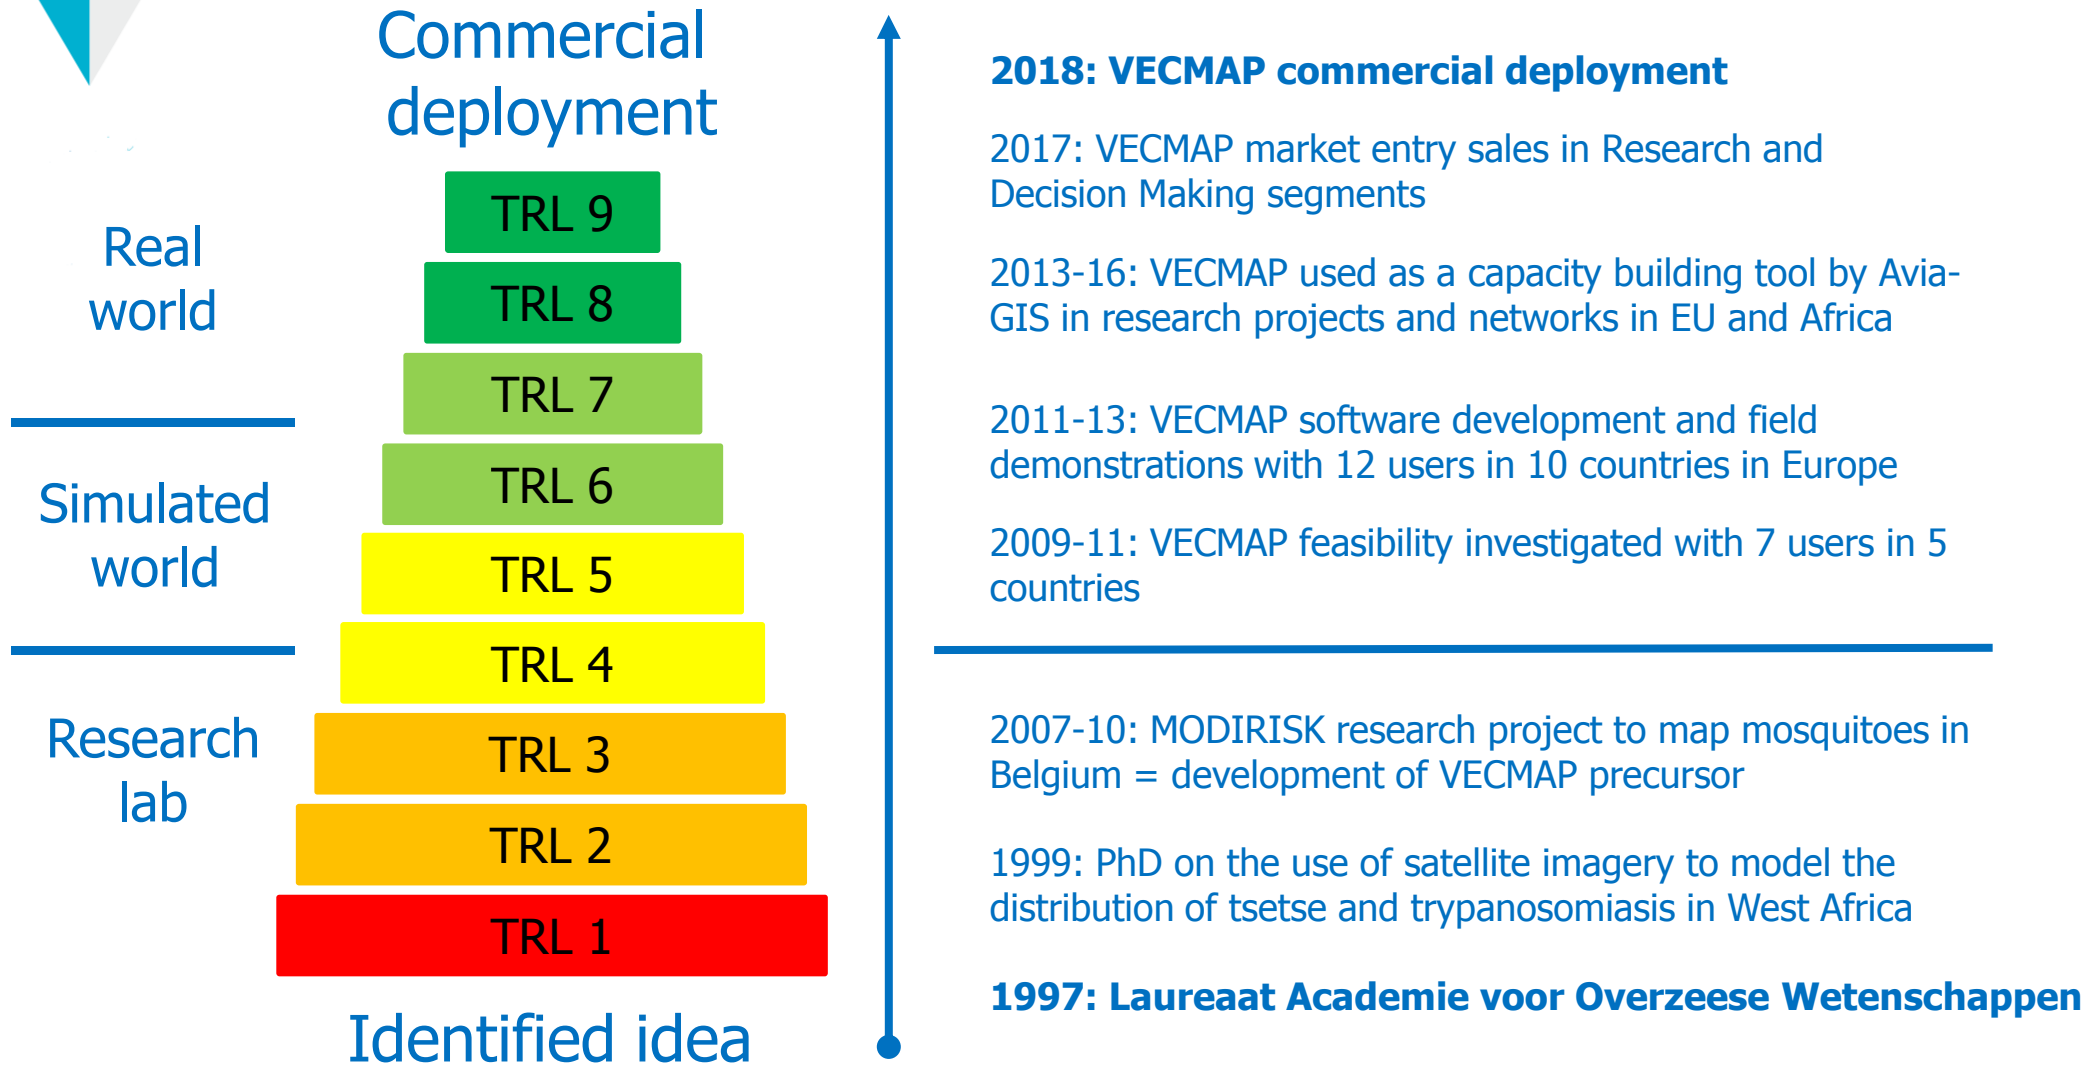 Commercial
deployment
Real
world
Simulated
world
Research
lab
TRL 9
TRL 8
TRL 7
TRL 6
TRL 5
TRL 4
TRL 3
TRL 2
TRL 1
Identified idea
2018: VECMAP commercial deployment
2017: VECMAP market entry sales in Research and
Decision Making segments
2013-16: VECMAP used as a capacity building tool by Avia-
GIS in research projects and networks in EU and Africa
2011-13: VECMAP software development and field
demonstrations with 12 users in 10 countries in Europe
2009-11: VECMAP feasibility investigated with 7 users in 5
countries
2007-10: MODIRISK research project to map mosquitoes in
Belgium = development of VECMAP precursor
1999: PhD on the use of satellite imagery to model the
distribution of tsetse and trypanosomiasis in West Africa
1997: Laureaat Academie voor Overzeese Wetenschappen